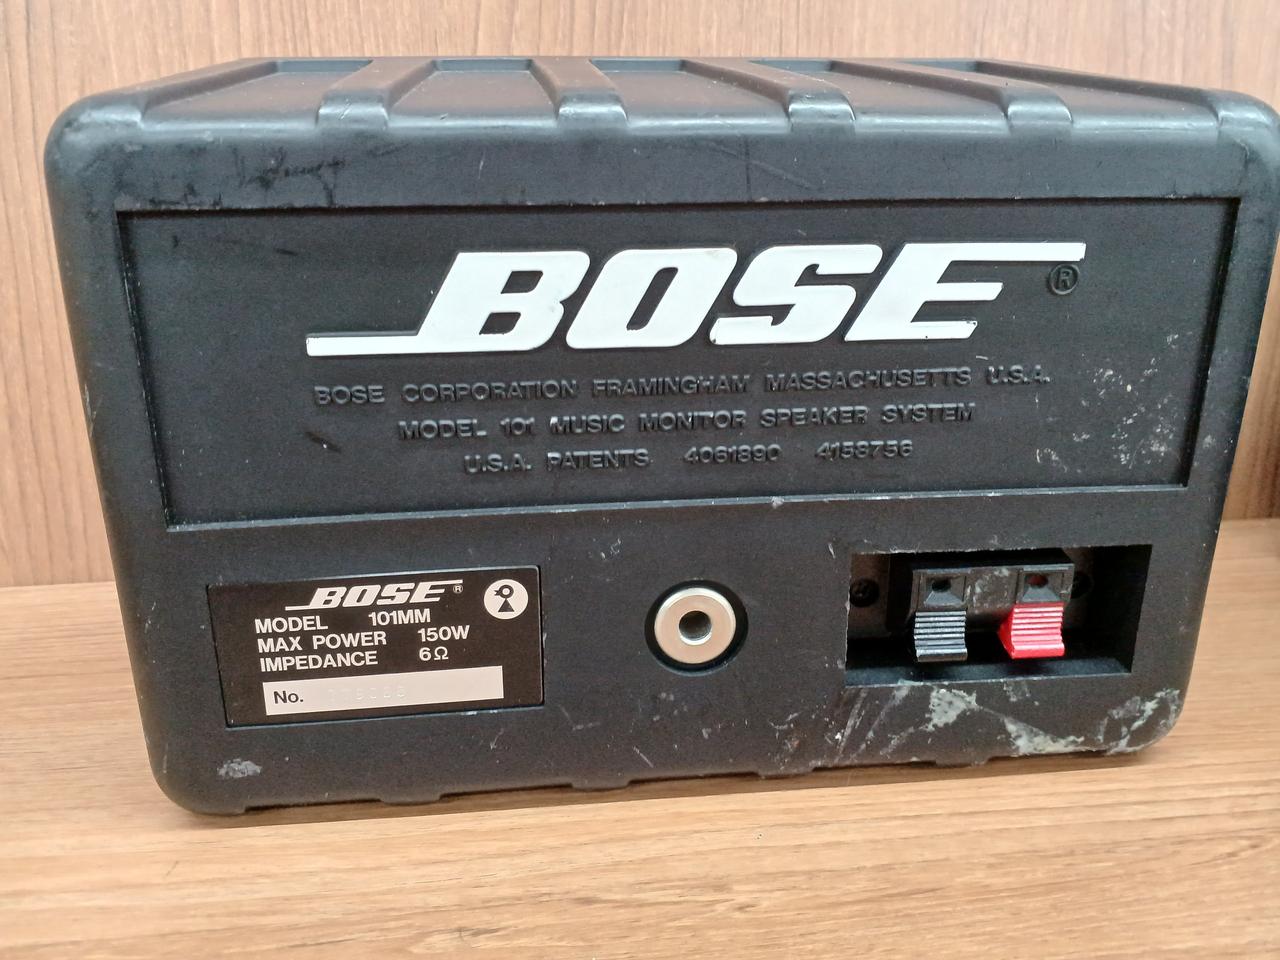 BOSE®
BOSE CORPORATION FRAMINGHAM MASSACHUSETTS U.S.A.
MODEL 101 MUSIC MONITOR SPEAKER SYSTEM
U.S.A. PATENTS 4061890 4158756
BOSE®
MODEL 101MM
MAX POWER 150W
IMPEDANCE 6Ω
No.